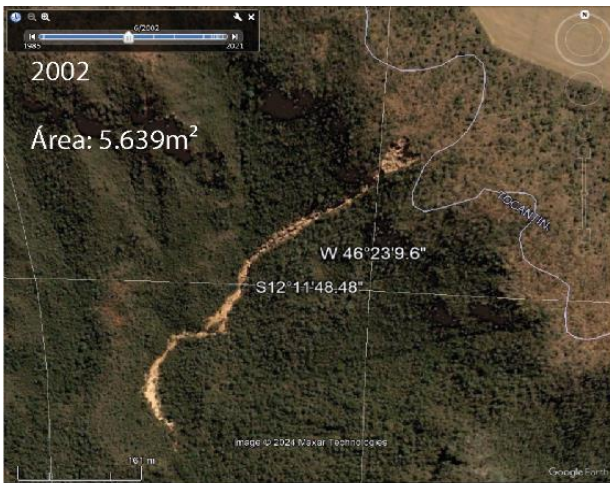 6/2002
1985
2021
2002
Área: 5.639m²
N
TOCANTIN
W 46°23'9.6"
S12°11'48.48"
image © 2024 Maxar Technologies
161 m
Google Earth